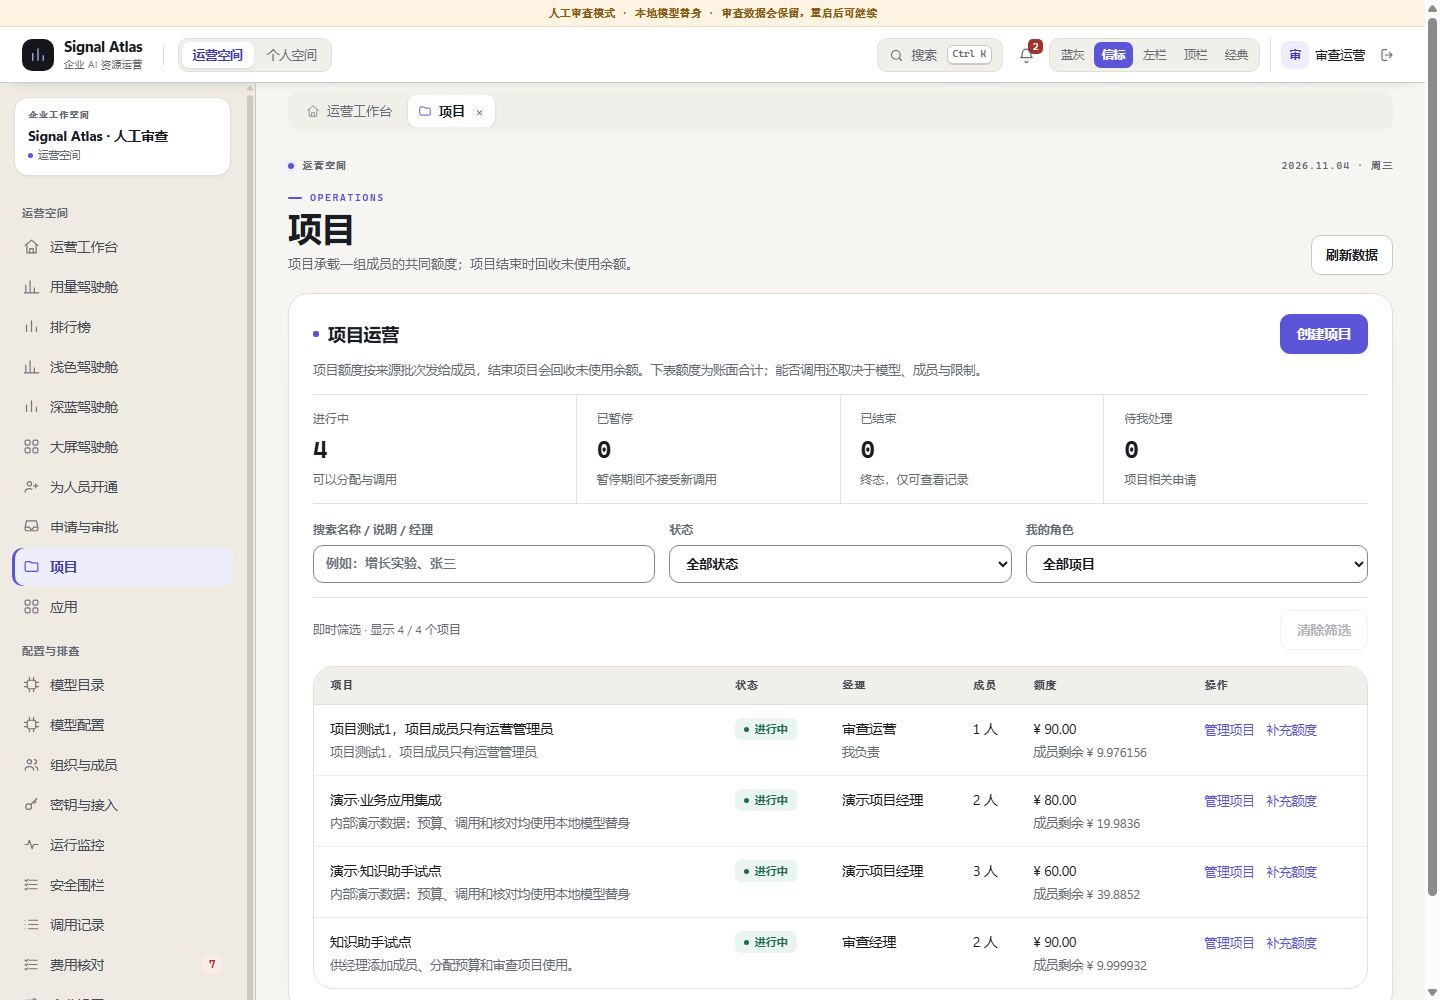 人工审查模式 · 本地模型替身 · 审查数据会保留，重启后可继续
Signal Atlas
企业 AI 资源运营
运营空间 个人空间
搜索 Ctrl K
2
蓝灰 信标 左栏 顶栏 经典
审 审查运营
企业工作空间
Signal Atlas · 人工审查
运营空间
运营空间
运营工作台
用量驾驶舱
排行榜
浅色驾驶舱
深蓝驾驶舱
大屏驾驶舱
为人员开通
申请与审批
项目
应用
配置与排查
模型目录
模型配置
组织与成员
密钥与接入
运行监控
安全围栏
调用记录
费用核对 7
运营工作台 项目 ×
运营空间
2026.11.04 · 周三
OPERATIONS
项目
项目承载一组成员的共同额度；项目结束时回收未使用余额。
刷新数据
项目运营
创建项目
项目额度按来源批次发给成员，结束项目会回收未使用余额。下表额度为账面合计；能否调用还取决于模型、成员与限制。
进行中 已暂停 已结束 待我处理
4 0 0 0
可以分配与调用 暂停期间不接受新调用 终态，仅可查看记录 项目相关申请
搜索名称 / 说明 / 经理 状态 我的角色
例如：增长实验、张三 全部状态 全部项目
即时筛选 · 显示 4 / 4 个项目
清除筛选
项目 状态 经理 成员 额度 操作
项目测试1，项目成员只有运营管理员 进行中 审查运营 1 人 ¥ 90.00 管理项目 补充额度
项目测试1，项目成员只有运营管理员 我负责 成员剩余 ¥ 9.976156
演示·业务应用集成 进行中 演示项目经理 2 人 ¥ 80.00 管理项目 补充额度
内部演示数据：预算、调用和核对均使用本地模型替身 成员剩余 ¥ 19.9836
演示·知识助手试点 进行中 演示项目经理 3 人 ¥ 60.00 管理项目 补充额度
内部演示数据：预算、调用和核对均使用本地模型替身 成员剩余 ¥ 39.8852
知识助手试点 进行中 审查经理 2 人 ¥ 90.00 管理项目 补充额度
供经理添加成员、分配预算和审查项目使用。 成员剩余 ¥ 9.999932